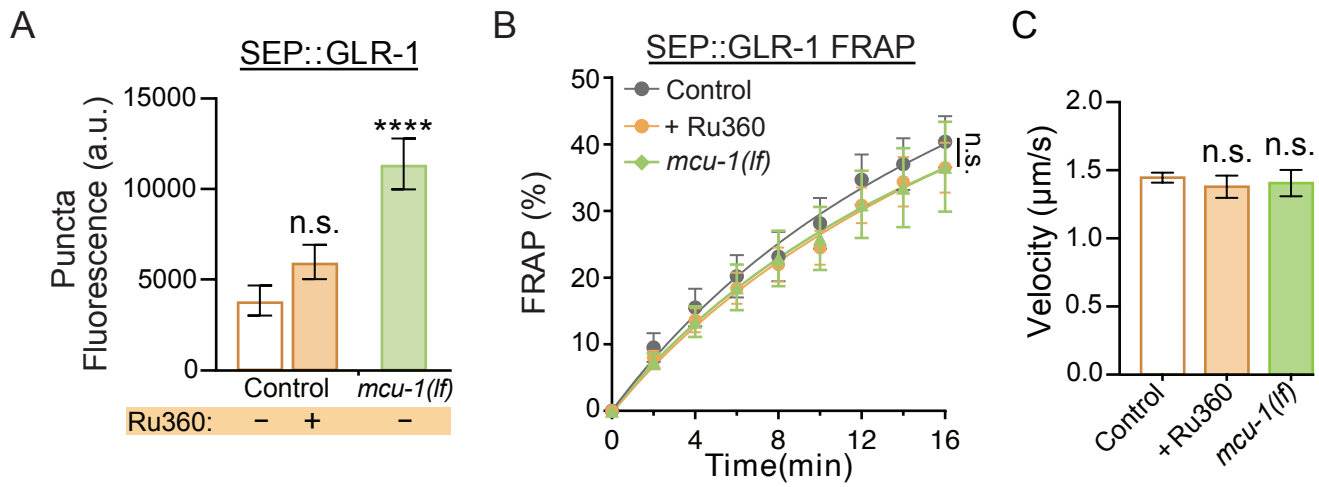 A
SEP::GLR-1
Puncta
Fluorescence (a.u.)
15000
10000
5000
0
n.s.
****
Control
mcu-1(lf)
Ru360:
−
+
−
B
SEP::GLR-1 FRAP
FRAP (%)
50
40
30
20
10
0
Control
+ Ru360
mcu-1(lf)
n.s.
0
4
8
12
16
Time(min)
C
Velocity (µm/s)
2.0
1.5
1.0
0.5
0.0
n.s.
n.s.
Control
+Ru360
mcu-1(lf)